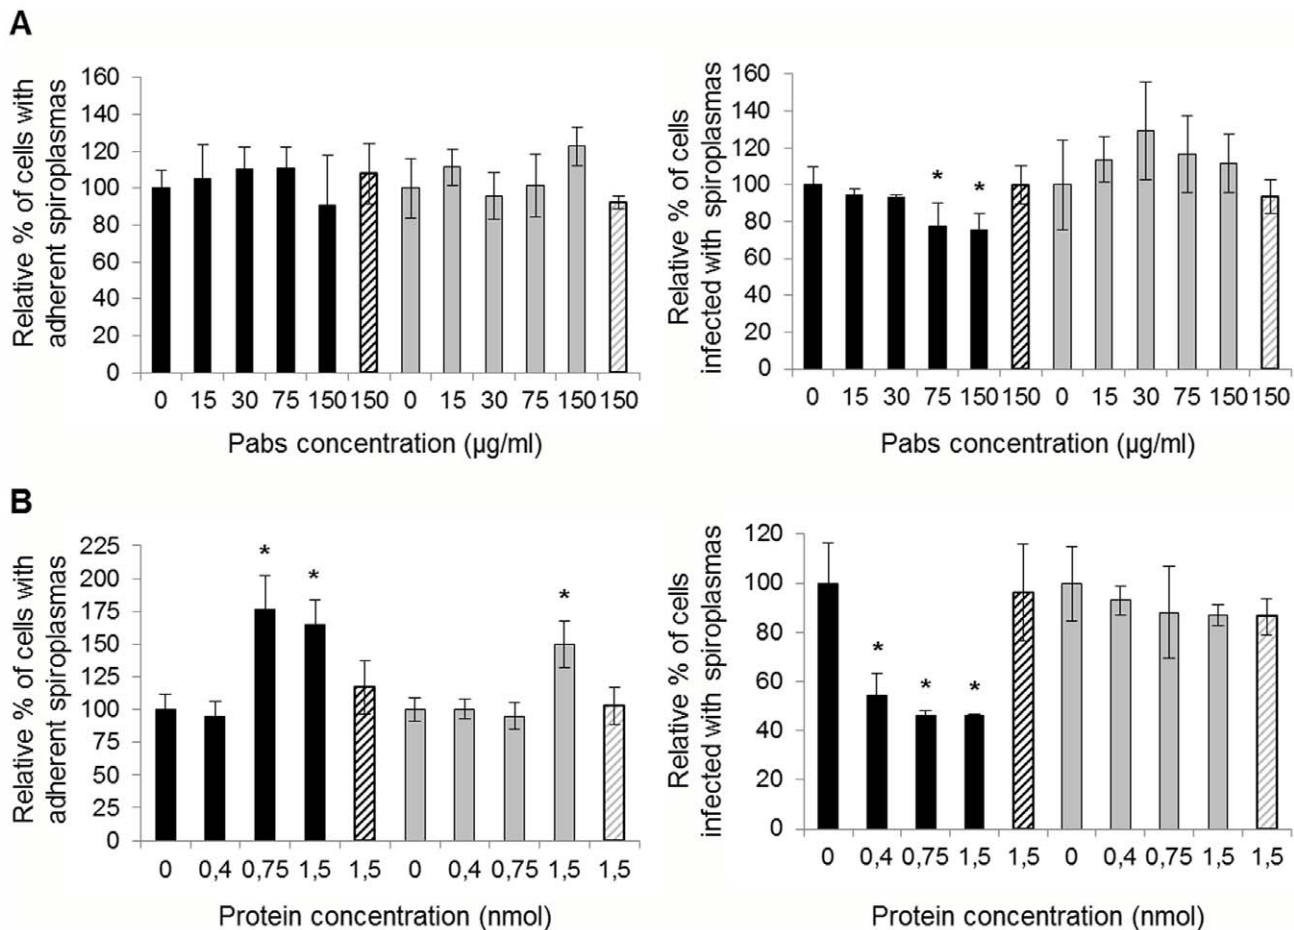 A
Relative % of cells with
adherent spiroplasmas
160
140
120
100
80
60
40
20
0
0 15 30 75 150 150 0 15 30 75 150 150
Pabs concentration (µg/ml)
Relative % of cells
infected with spiroplasmas
160
140
120
100
80
60
40
20
0
* *
0 15 30 75 150 150 0 15 30 75 150 150
Pabs concentration (µg/ml)
B
Relative % of cells with
adherent spiroplasmas
225
200
175
150
125
100
75
50
25
0
* * *
0 0,4 0,75 1,5 1,5 0 0,4 0,75 1,5 1,5
Protein concentration (nmol)
Relative % of cells
infected with spiroplasmas
120
100
80
60
40
20
0
* * *
0 0,4 0,75 1,5 1,5 0 0,4 0,75 1,5 1,5
Protein concentration (nmol)